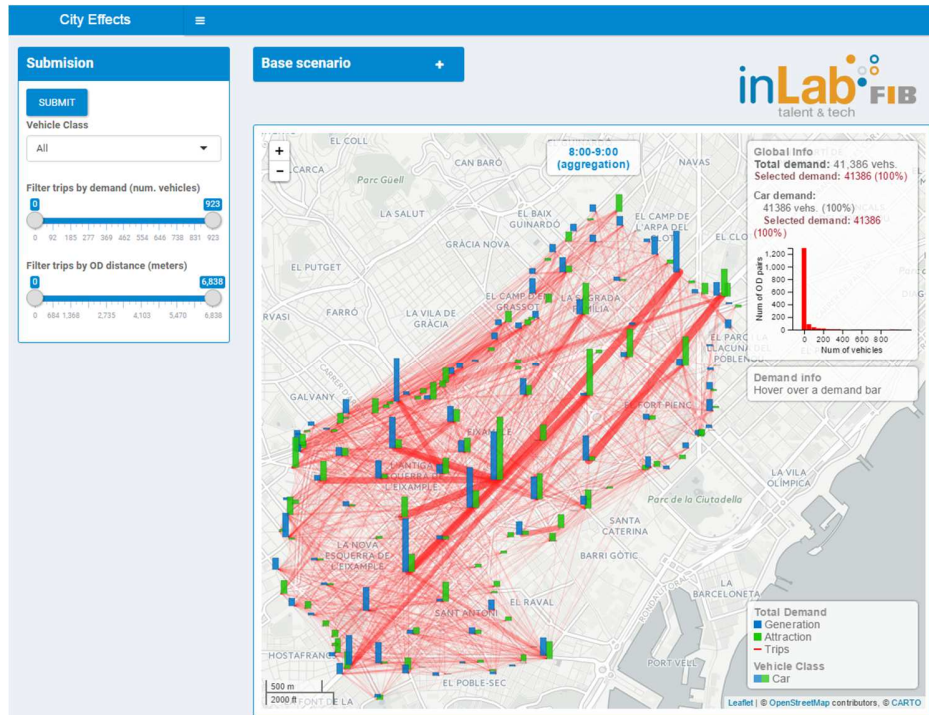 City Effects
Submision
SUBMIT
Vehicle Class
All
Filter trips by demand (num. vehicles)
0 923
0 92 185 277 369 462 554 646 738 831 923
Filter trips by OD distance (meters)
0 6,838
0 684 1,368 2,735 4,103 5,470 6,838
Base scenario +
inLab FIB
talent & tech
+
−
8:00-9:00
(aggregation)
Global Info
Total demand: 41,386 vehs.
Selected demand: 41386 (100%)
Car demand:
41386 vehs. (100%)
Selected demand: 41386
(100%)
1,200
1,000
800
600
400
200
0
Num of OD pairs
0 200 400 600 800
Num of vehicles
Demand info
Hover over a demand bar
EL COLL
CARCA
CAN BARÓ
NAVAS
Parc Güell
LA SALUT
EL BAIX
GUINARDÓ
EL CAMP DE
L'ARPA DEL
GRÀCIA NOVA
EL CLO
EL PUTGET
EL CAMP D'E
GRASSOT
LA SAGRADA
FAMÍLIA
RVASI
FARRÓ
LA VILA DE
GRÀCIA
EL PARC I LA
LLACUNA DEL
POBLENOU
GALVANY
EL FORT PIENC
EIXAMPLE
L'ANTIGA
ESQUERRA DE
L'EIXAMPLE
LA VILA
OLÍMPICA
Parc de la Ciutadella
SANTA
CATERINA
LA NOVA
ESQUERRA DE
L'EIXAMPLE
BARRI GÒTIC
LA
BARCELONETA
EL RAVAL
SANT ANTONI
RONDA LITORAL
HOSTAFRANCS
PORT VELL
EL POBLE-SEC
FONT DE LA
500 m
2000 ft
Total Demand
Generation
Attraction
Trips
Vehicle Class
Car
Leaflet | © OpenStreetMap contributors, © CARTO